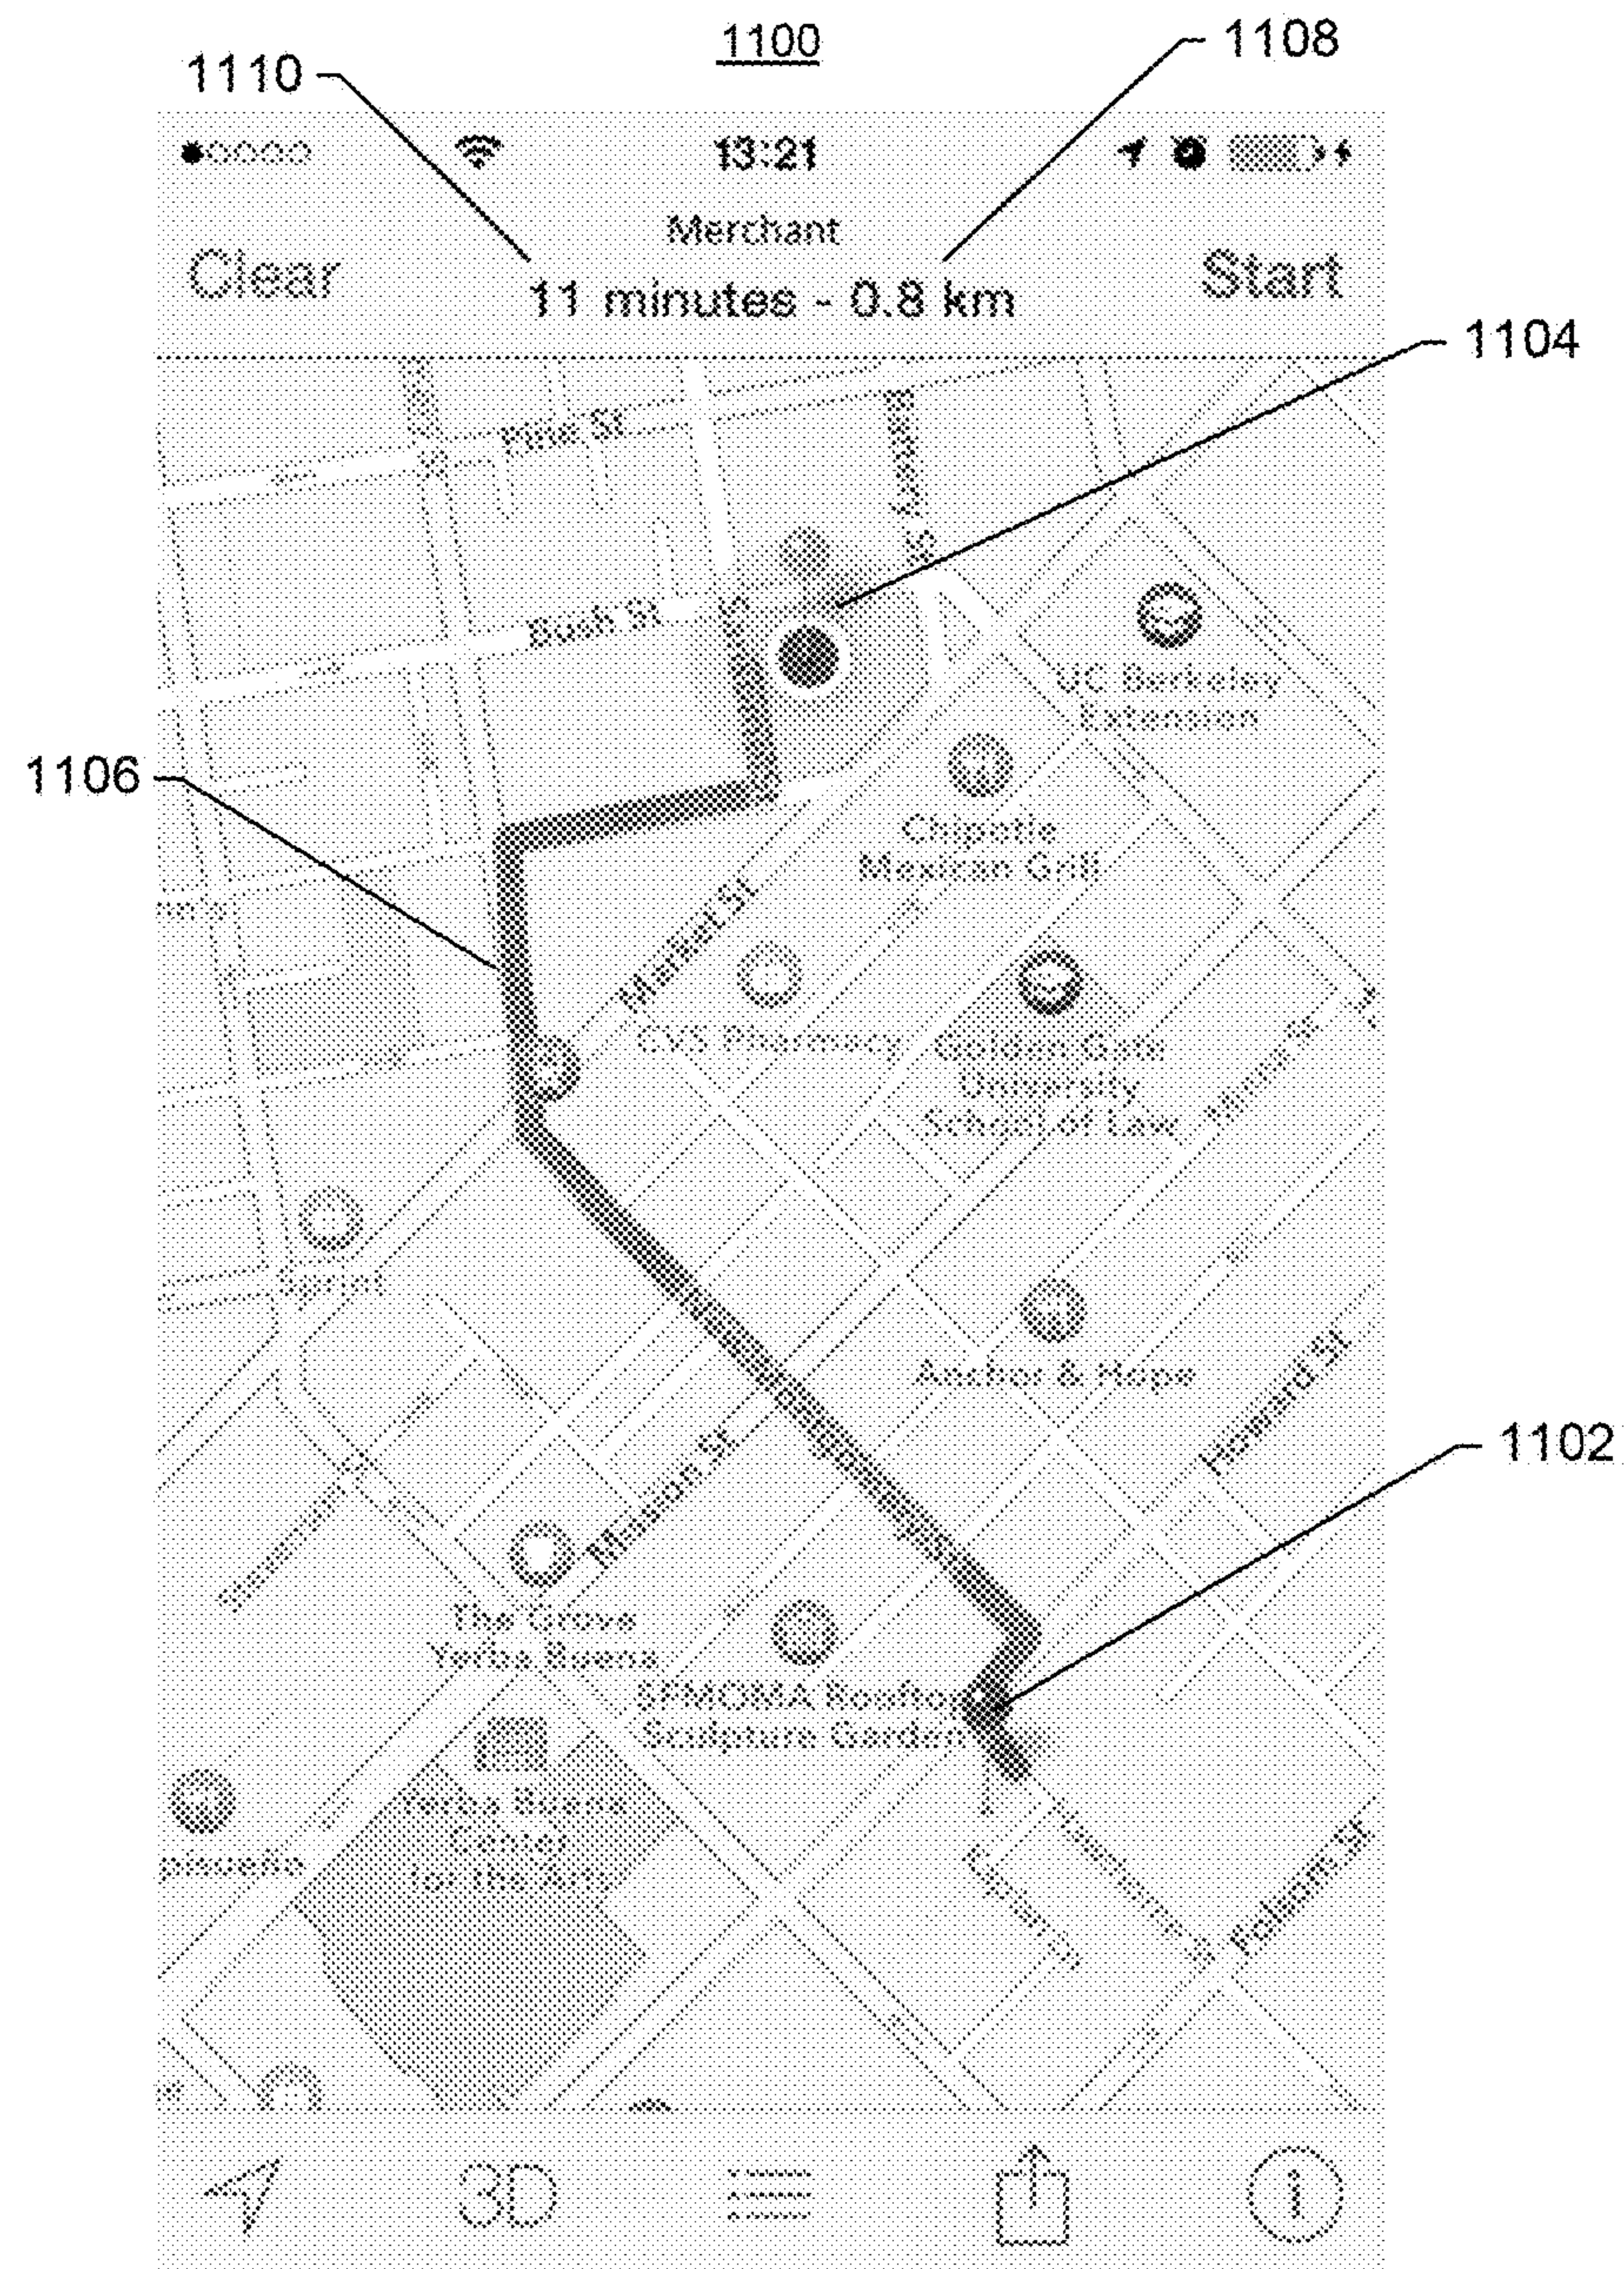 1100
1108
1110
13:21
Merchant
Clear
11 minutes - 0.8 km
Start
1104
Pine St
Bush St
UC Berkeley
Extension
1106
Chipotle
Mexican Grill
Market St
CVS Pharmacy
Golden Gate
University
School of Law
Sprint
Anchor & Hope
Howard St
1102
Mission St
The Grove
Yerba Buena
SFMOMA Rooftop
Sculpture Garden
Yerba Buena
Center
for the Art
Folsom St
3D